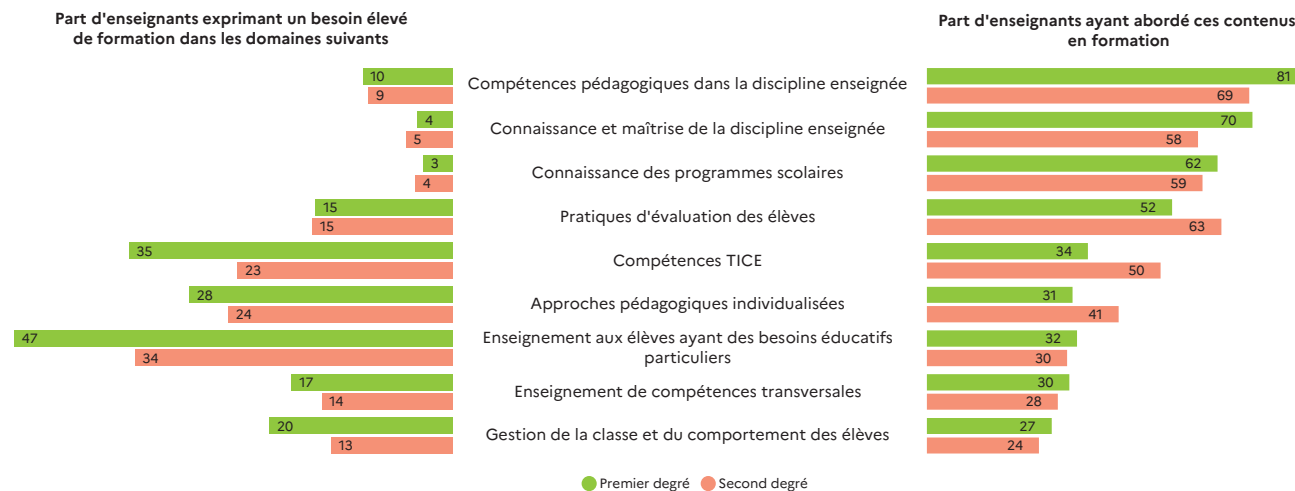 Part d'enseignants exprimant un besoin élevé
de formation dans les domaines suivants
Part d'enseignants ayant abordé ces contenus
en formation
10
9
Compétences pédagogiques dans la discipline enseignée
81
69
4
5
Connaissance et maîtrise de la discipline enseignée
70
58
3
4
Connaissance des programmes scolaires
62
59
15
15
Pratiques d'évaluation des élèves
52
63
35
23
Compétences TICE
34
50
28
24
Approches pédagogiques individualisées
31
41
47
34
Enseignement aux élèves ayant des besoins éducatifs
particuliers
32
30
17
14
Enseignement de compétences transversales
30
28
20
13
Gestion de la classe et du comportement des élèves
27
24
Premier degré Second degré